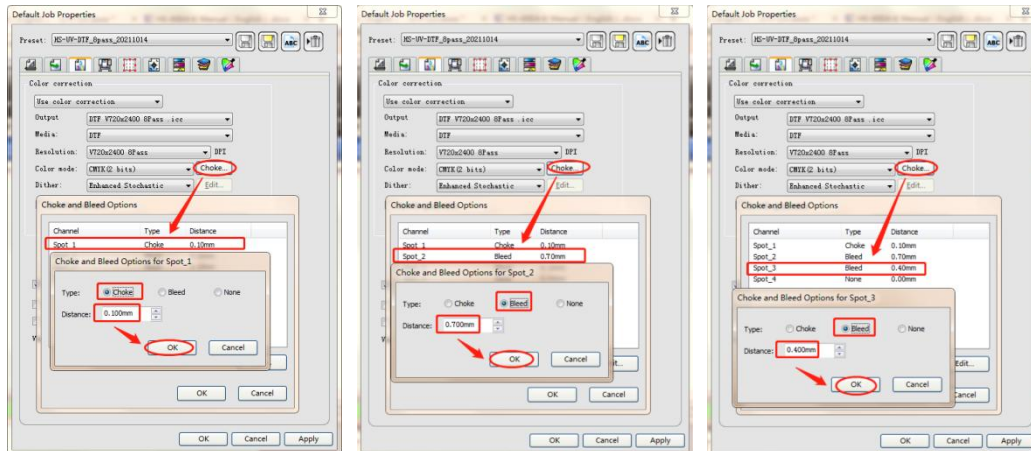 Default Job Properties
Preset: HS-UV-DTF_8pass_20211014
ABC
Color correction
Use color correction
Output DTF V720x2400 8Pass .icc
Media: DTF
Resolution: V720x2400 8Pass DPI
Color mode: CMYK(2 bits) Choke...
Dither: Enhanced Stochastic Edit...
Choke and Bleed Options
Channel Type Distance
Spot_1 Choke 0.10mm
Choke and Bleed Options for Spot_1
Type: Choke Bleed None
Distance: 0.100mm
OK Cancel
OK Cancel
OK Cancel Apply
Default Job Properties
Preset: HS-UV-DTF_8pass_20211014
ABC
Color correction
Use color correction
Output DTF V720x2400 8Pass .icc
Media: DTF
Resolution: V720x2400 8Pass DPI
Color mode: CMYK(2 bits) Choke...
Dither: Enhanced Stochastic Edit...
Choke and Bleed Options
Channel Type Distance
Spot_1 Choke 0.10mm
Spot_2 Bleed 0.70mm
Choke and Bleed Options for Spot_2
Type: Choke Bleed None
Distance: 0.700mm
OK Cancel
OK Cancel
OK Cancel Apply
Default Job Properties
Preset: HS-UV-DTF_8pass_20211014
ABC
Color correction
Use color correction
Output DTF V720x2400 8Pass .icc
Media: DTF
Resolution: V720x2400 8Pass DPI
Color mode: CMYK(2 bits) Choke...
Dither: Enhanced Stochastic Edit...
Choke and Bleed Options
Channel Type Distance
Spot_1 Choke 0.10mm
Spot_2 Bleed 0.70mm
Spot_3 Bleed 0.40mm
Spot_4 None 0.00mm
Choke and Bleed Options for Spot_3
Type: Choke Bleed None
Distance: 0.400mm
Edit...
OK Cancel
Cancel
OK Cancel Apply